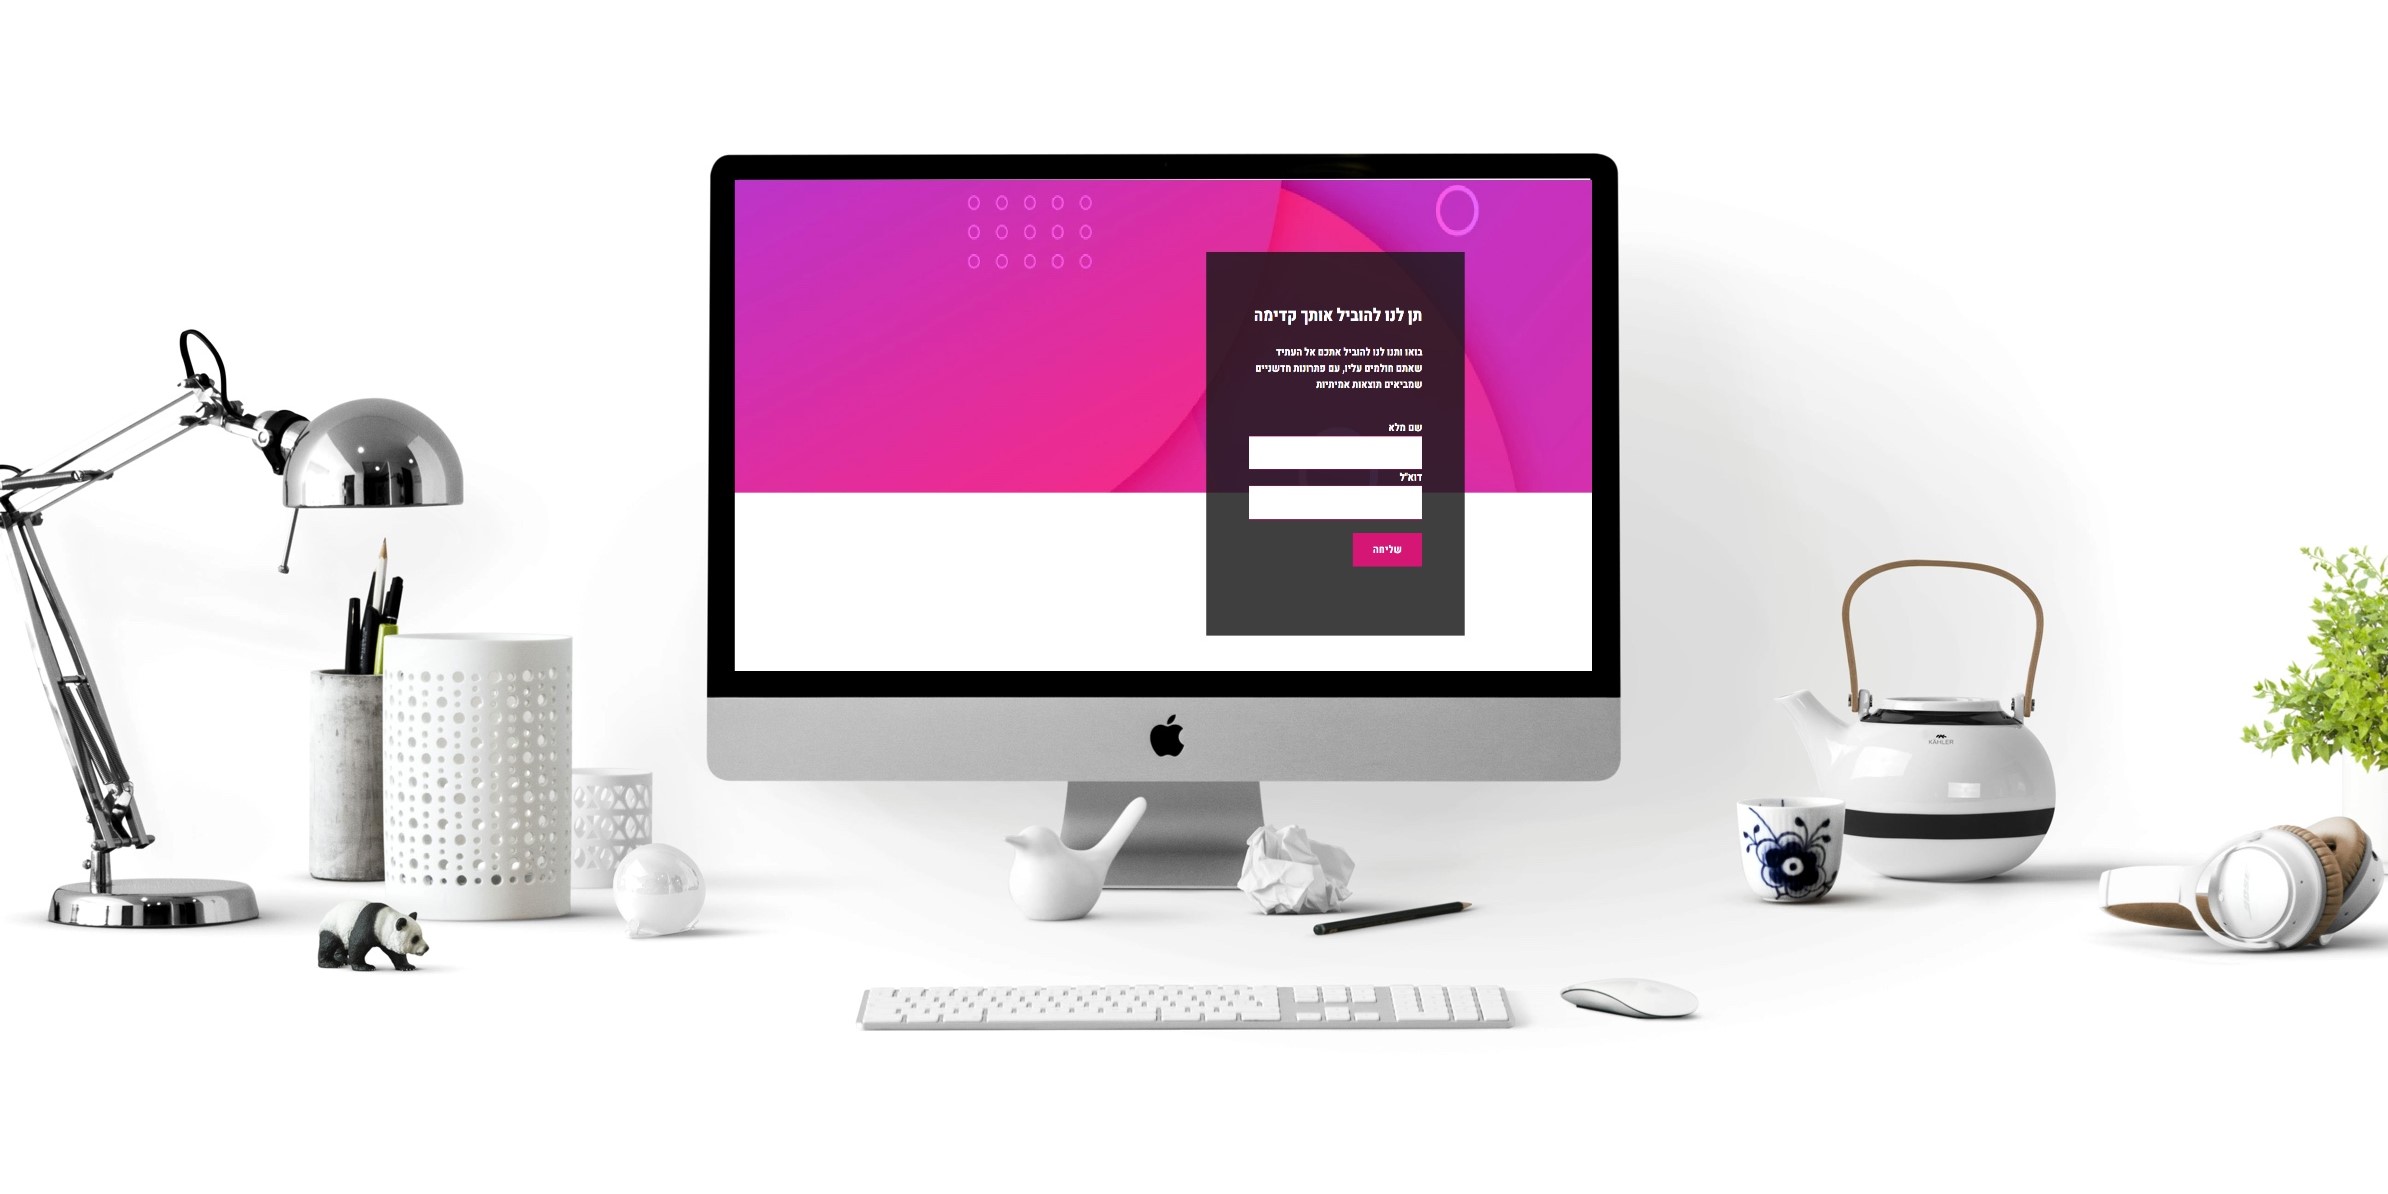 תן לנו להוביל אותך קדימה
בואו ותנו לנו להוביל אתכם אל העתיד
שאתם חולמים עליו, עם פתרונות חדשניים
שמביאים תוצאות אמיתיות
שם מלא
דוא"ל
שליחה
KÄHLER